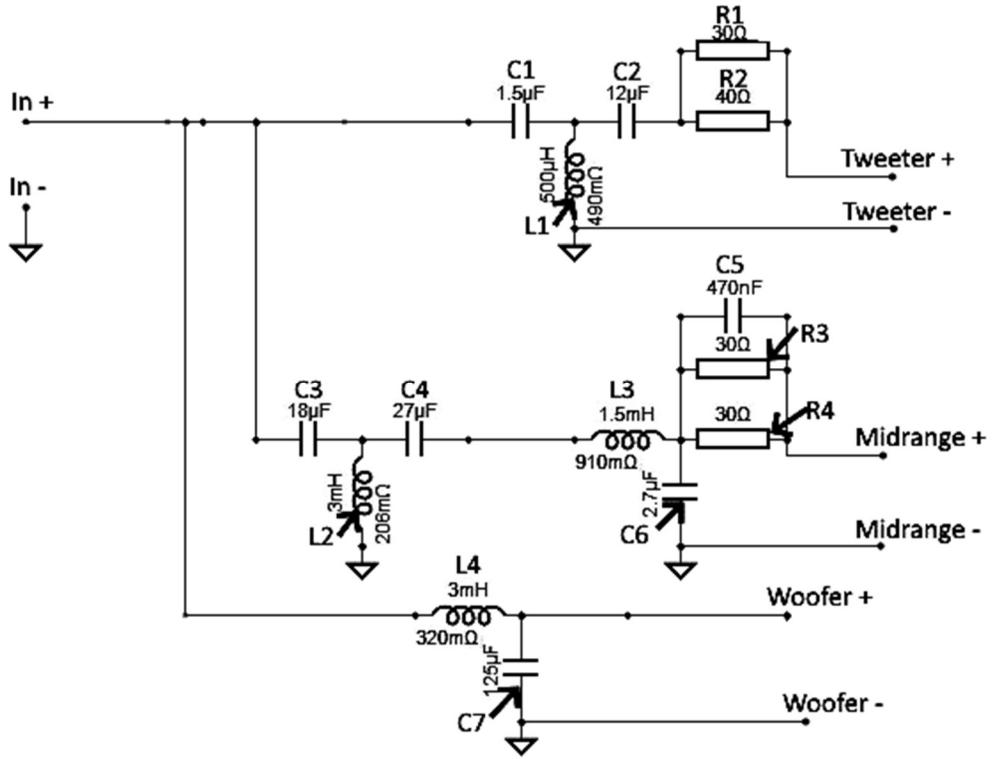 R1
30Ω
C1
1.5µF
C2
12µF
R2
40Ω
In +
500µH
490mΩ
L1
Tweeter +
In -
Tweeter -
C5
470nF
30Ω
R3
C3
18µF
C4
27µF
L3
1.5mH
30Ω
R4
910mΩ
Midrange +
3mH
206mΩ
L2
2.7µF
C6
Midrange -
L4
3mH
320mΩ
Woofer +
125µF
C7
Woofer -